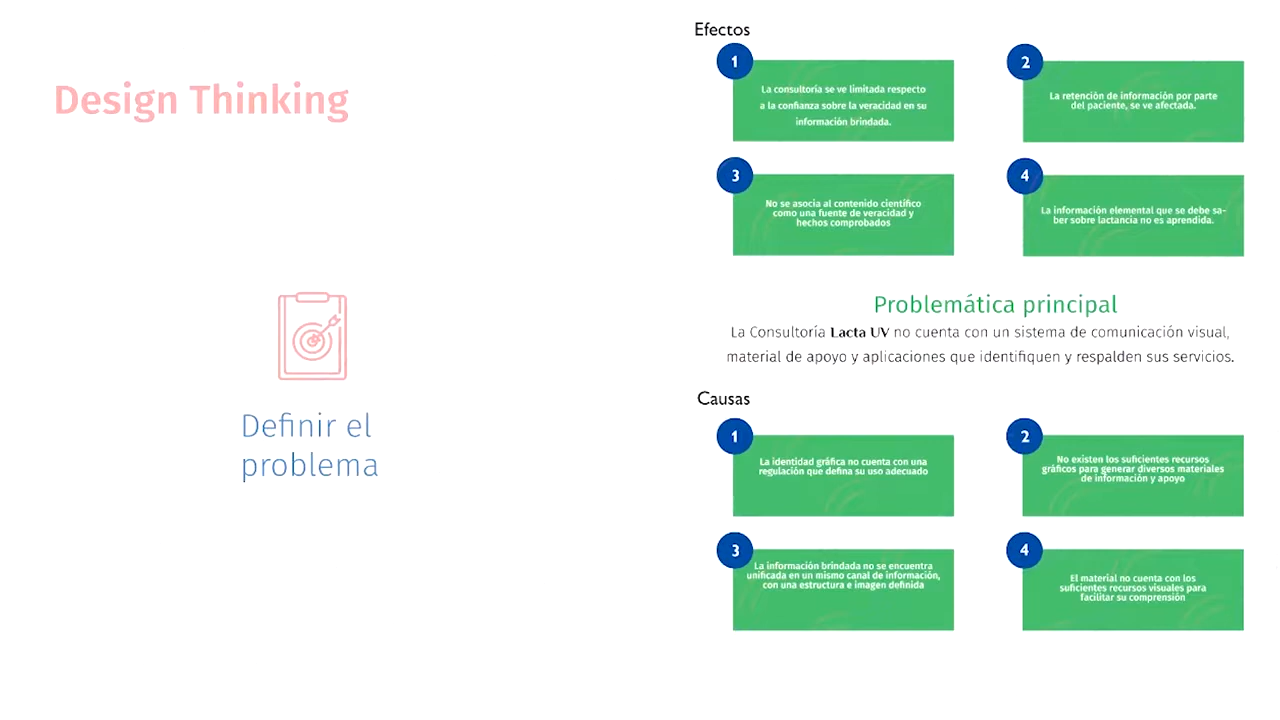 Design Thinking
Definir el
problema
Efectos
1
La consultoría se ve limitada respecto
a la confianza sobre la veracidad en su
información brindada.
2
La retención de información por parte
del paciente, se ve afectada.
3
No se asocia al contenido científico
como una fuente de veracidad y
hechos comprobados
4
La información elemental que se debe sa-
ber sobre lactancia no es aprendida.
Problemática principal
La Consultoría Lacta UV no cuenta con un sistema de comunicación visual,
material de apoyo y aplicaciones que identifiquen y respalden sus servicios.
Causas
1
La identidad gráfica no cuenta con una
regulación que defina su uso adecuado
2
No existen los suficientes recursos
gráficos para generar diversos materiales
de información y apoyo
3
La información brindada no se encuentra
unificada en un mismo canal de información,
con una estructura e imagen definida
4
El material no cuenta con los
suficientes recursos visuales para
facilitar su comprensión